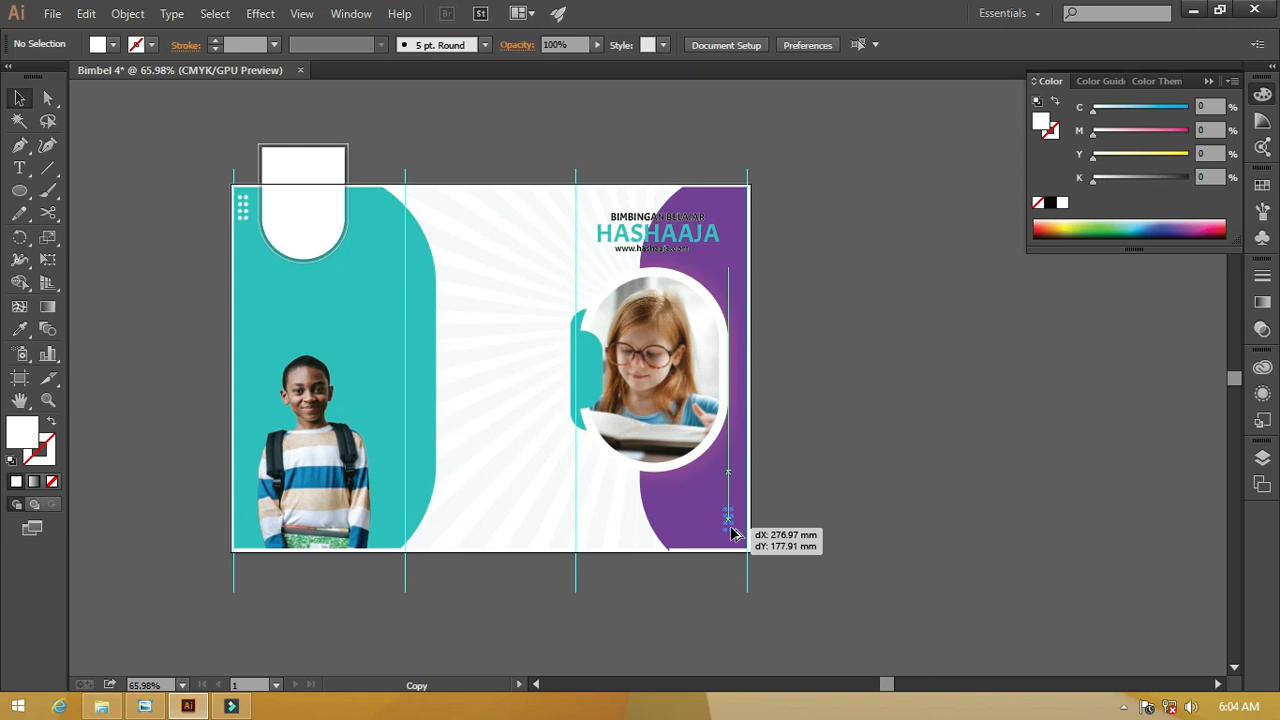 Ai File Edit Object Type Select Effect View Window Help Br St Essentials
No Selection Stroke: 5 pt. Round Opacity: 100% Style: Document Setup Preferences
Bimbel 4* @ 65.98% (CMYK/GPU Preview) ×
Color Color Guid Color Them
C 0 %
M 0 %
Y 0 %
K 0 %
BIMBINGAN BELAJAR
HASHAAJA
www.hashaaja.com
dX: 276.97 mm
dY: 177.91 mm
65.98% 1 Copy
Ai 6:04 AM